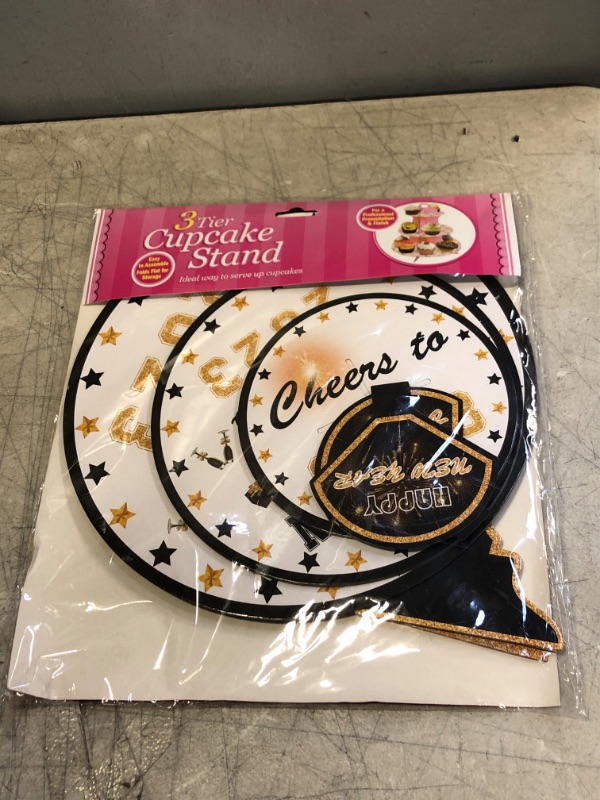 3 Tier
Cupcake
Stand
Ideal way to serve up cupcakes
Easy
to Assemble
Folds Flat for
Storage
For a
Professional
Presentation
& Finish
Cheers to
HAPPY
NEW YEAR